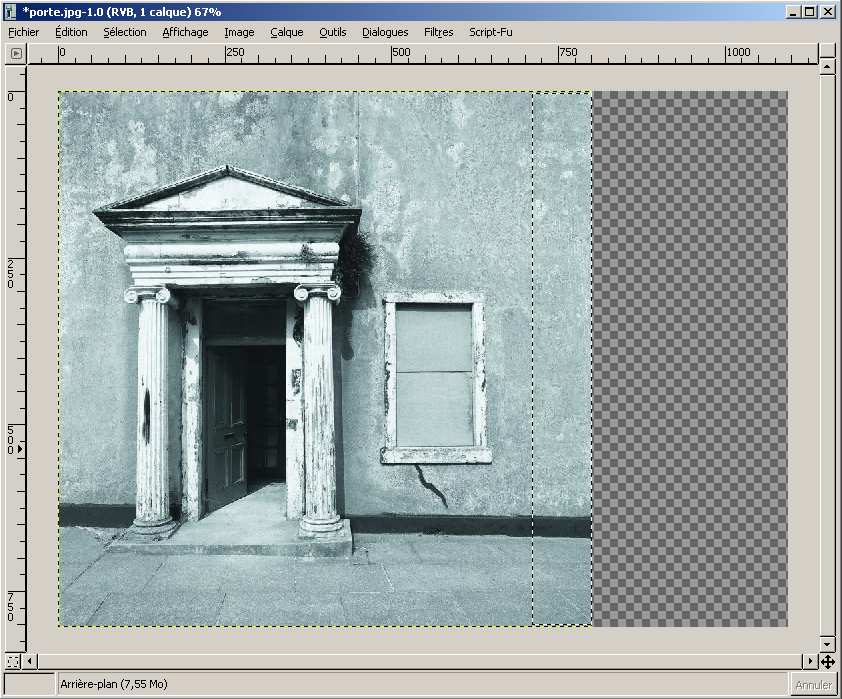 *porte.jpg-1.0 (RVB, 1 calque) 67%
Fichier Édition Sélection Affichage Image Calque Outils Dialogues Filtres Script-Fu
0 250 500 750 1000
0
250
500
750
Arrière-plan (7,55 Mo) Annuler